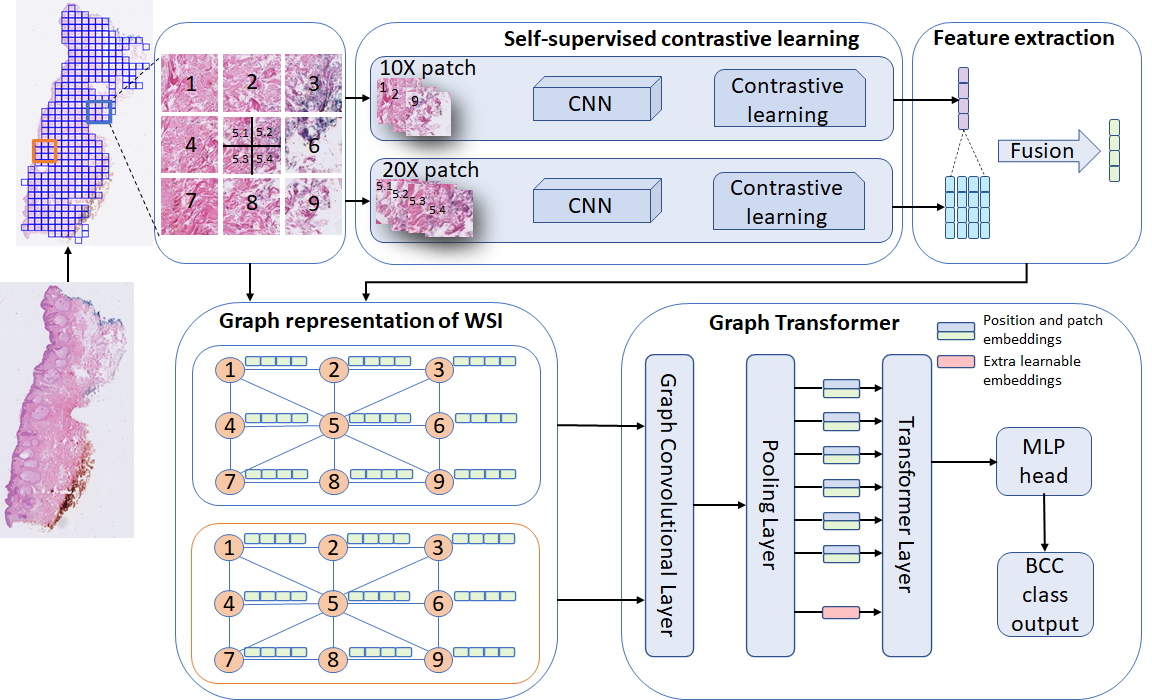 Self-supervised contrastive learning
Feature extraction
1 2 3
4 5.1 5.2 6
5.3 5.4
7 8 9
10X patch
1 2 9
CNN
Contrastive
learning
20X patch
5.1
5.2
5.3
5.4
CNN
Contrastive
learning
Fusion
Graph representation of WSI
1 2 3
4 5 6
7 8 9
1 2 3
4 5 6
7 8 9
Graph Transformer
Position and patch
embeddings
Extra learnable
embeddings
Graph Convolutional Layer
Pooling Layer
Transformer Layer
MLP
head
BCC
class
output